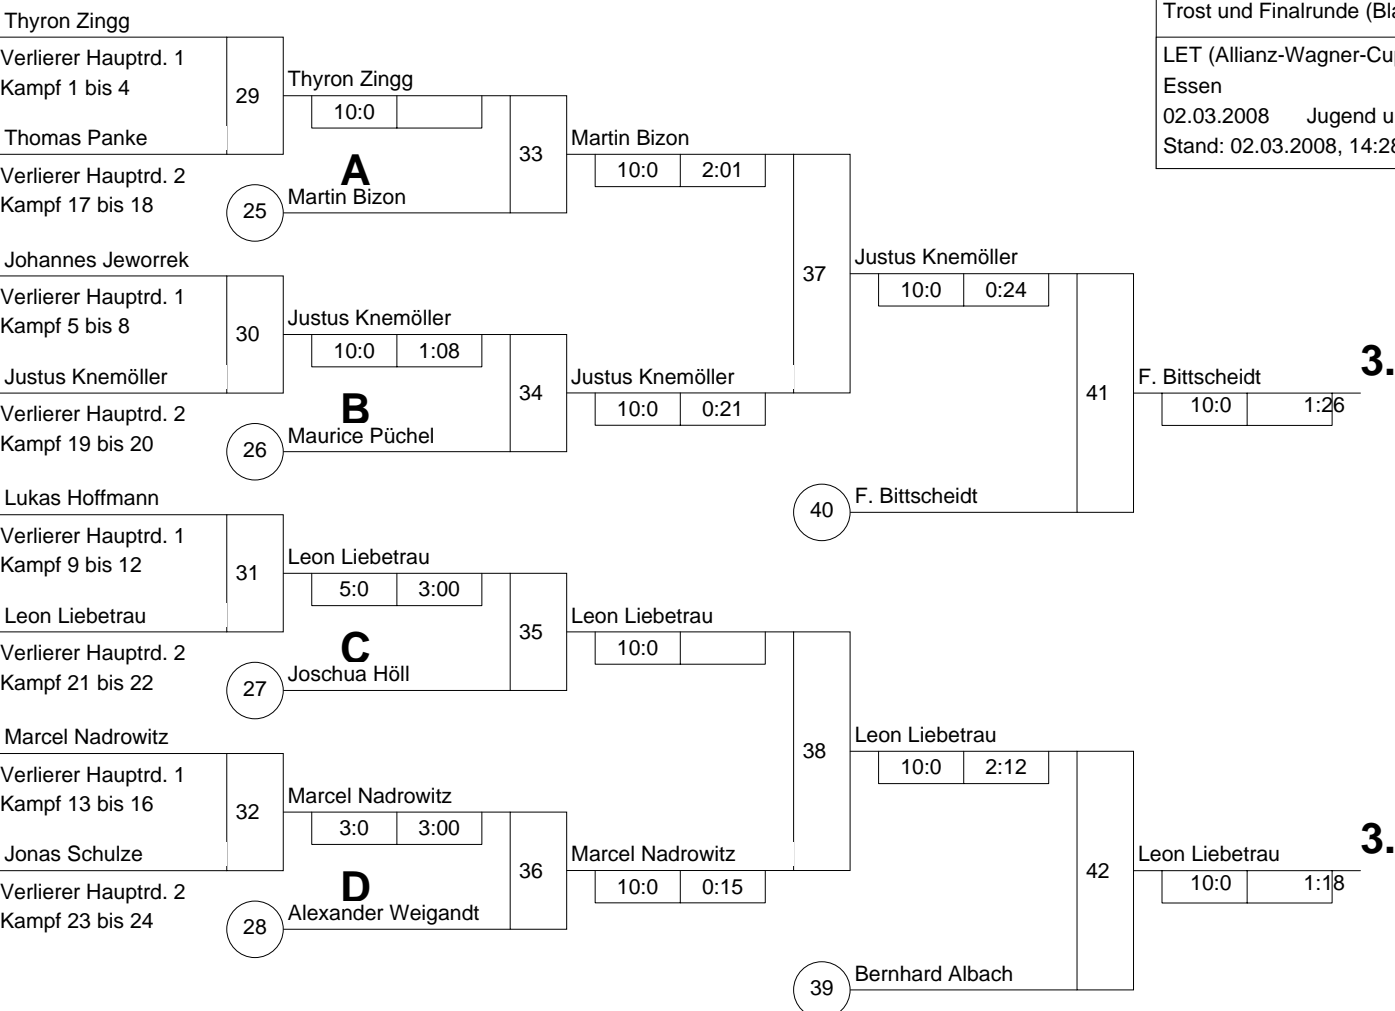 Thyron Zingg
Verlierer Hauptrd. 1
Kampf 1 bis 4
29
Thomas Panke
Verlierer Hauptrd. 2
Kampf 17 bis 18
Thyron Zingg
10:0
A
25
Martin Bizon
33
Martin Bizon
10:0 2:01
Johannes Jeworrek
Verlierer Hauptrd. 1
Kampf 5 bis 8
30
Justus Knemöller
Verlierer Hauptrd. 2
Kampf 19 bis 20
Justus Knemöller
10:0 1:08
B
26
Maurice Püchel
34
Justus Knemöller
10:0 0:21
37
Justus Knemöller
10:0 0:24
40
F. Bittscheidt
41
F. Bittscheidt
10:0 1:26
3.
Lukas Hoffmann
Verlierer Hauptrd. 1
Kampf 9 bis 12
31
Leon Liebetrau
Verlierer Hauptrd. 2
Kampf 21 bis 22
Leon Liebetrau
5:0 3:00
C
27
Joschua Höll
35
Leon Liebetrau
10:0
Marcel Nadrowitz
Verlierer Hauptrd. 1
Kampf 13 bis 16
32
Jonas Schulze
Verlierer Hauptrd. 2
Kampf 23 bis 24
Marcel Nadrowitz
3:0 3:00
D
28
Alexander Weigandt
36
Marcel Nadrowitz
10:0 0:15
38
Leon Liebetrau
10:0 2:12
39
Bernhard Albach
42
Leon Liebetrau
10:0 1:18
3.
Trost und Finalrunde
LET (Allianz-Wagner-Cup
Essen
02.03.2008 Jugend
Stand: 02.03.2008, 14:28